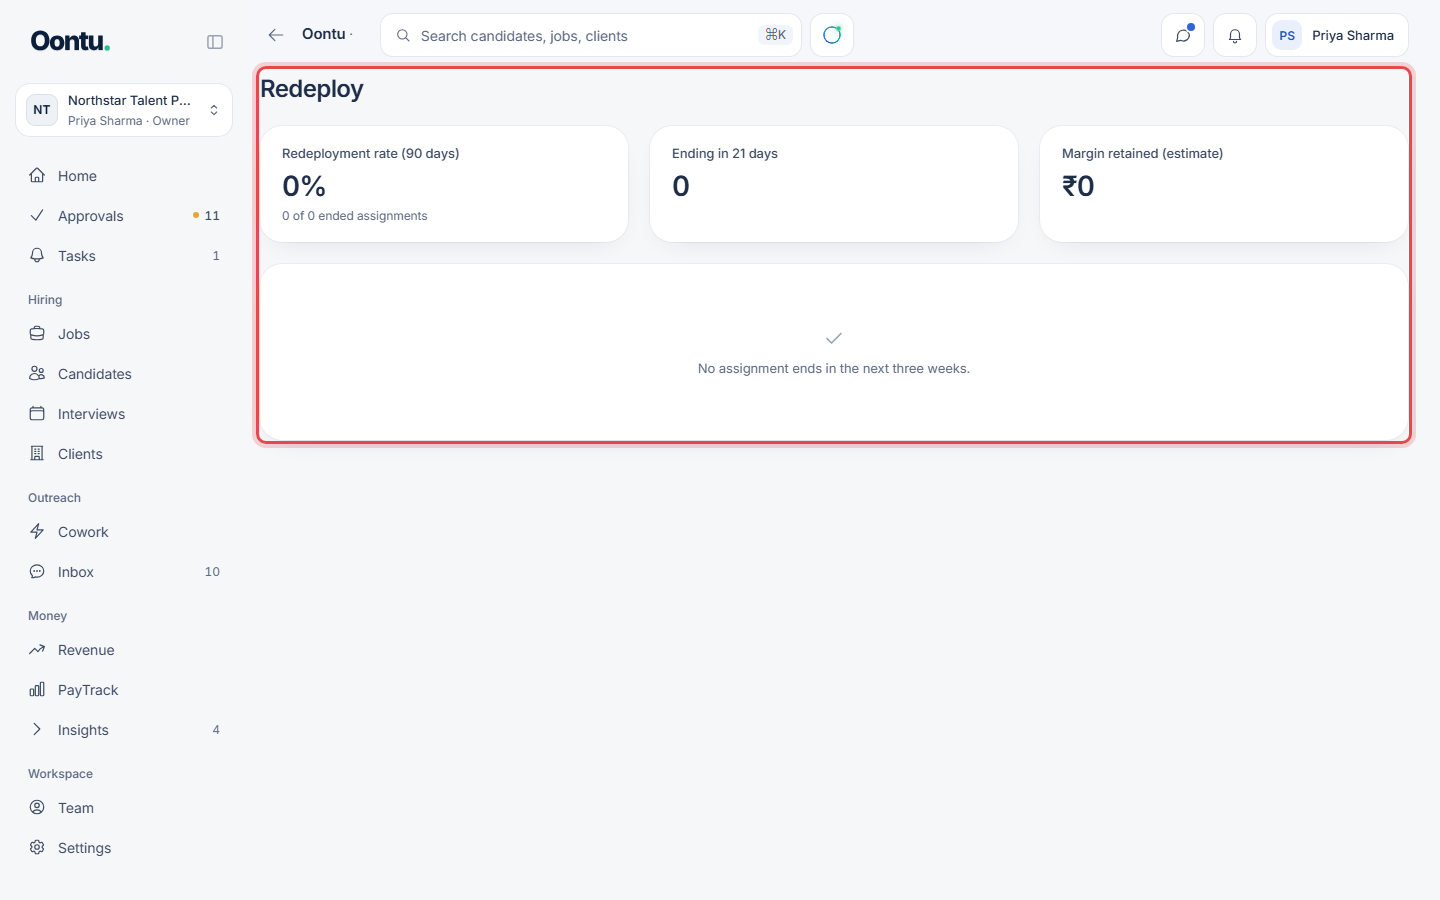 Oontu.
NT
Northstar Talent P...
Priya Sharma · Owner
Home
Approvals 11
Tasks 1
Hiring
Jobs
Candidates
Interviews
Clients
Outreach
Cowork
Inbox 10
Money
Revenue
PayTrack
Insights 4
Workspace
Team
Settings
Oontu ·
Search candidates, jobs, clients ⌘K
PS Priya Sharma
Redeploy
Redeployment rate (90 days)
0%
0 of 0 ended assignments
Ending in 21 days
0
Margin retained (estimate)
₹0
No assignment ends in the next three weeks.